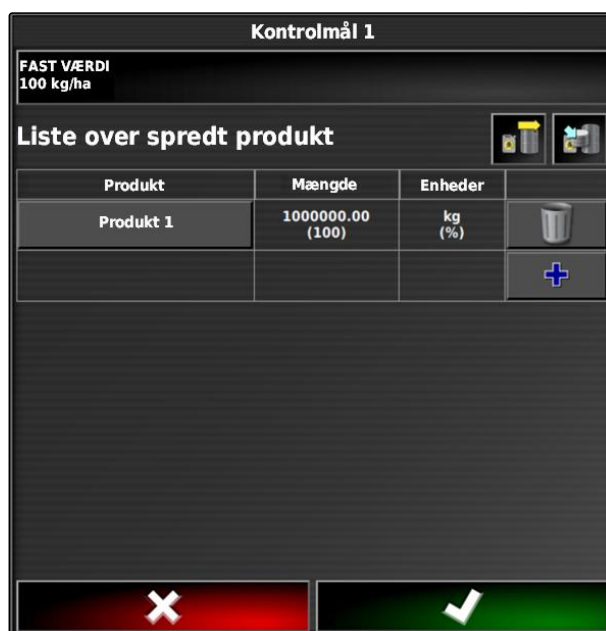 Kontrolmål 1
FAST VÆRDI
100 kg/ha
Liste over spredt produkt
Produkt Mængde Enheder
Produkt 1 1000000.00 kg
(100) (%)